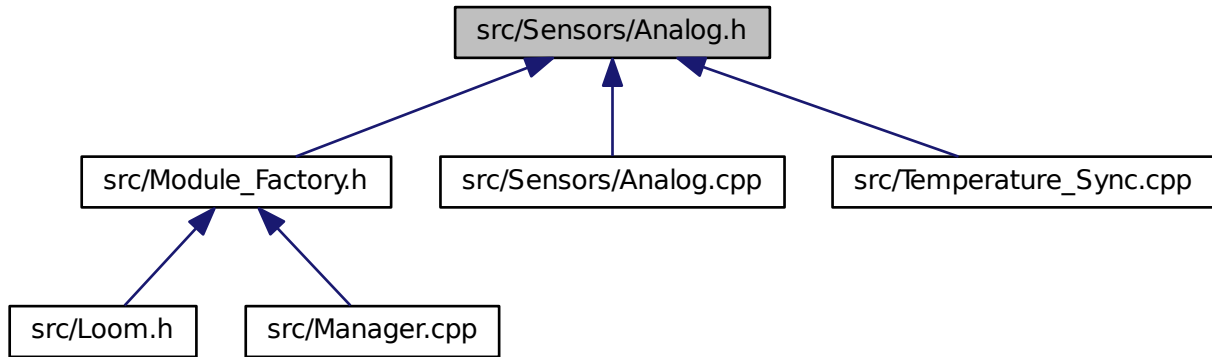 src/Sensors/Analog.h
src/Module_Factory.h
src/Sensors/Analog.cpp
src/Temperature_Sync.cpp
src/Loom.h
src/Manager.cpp